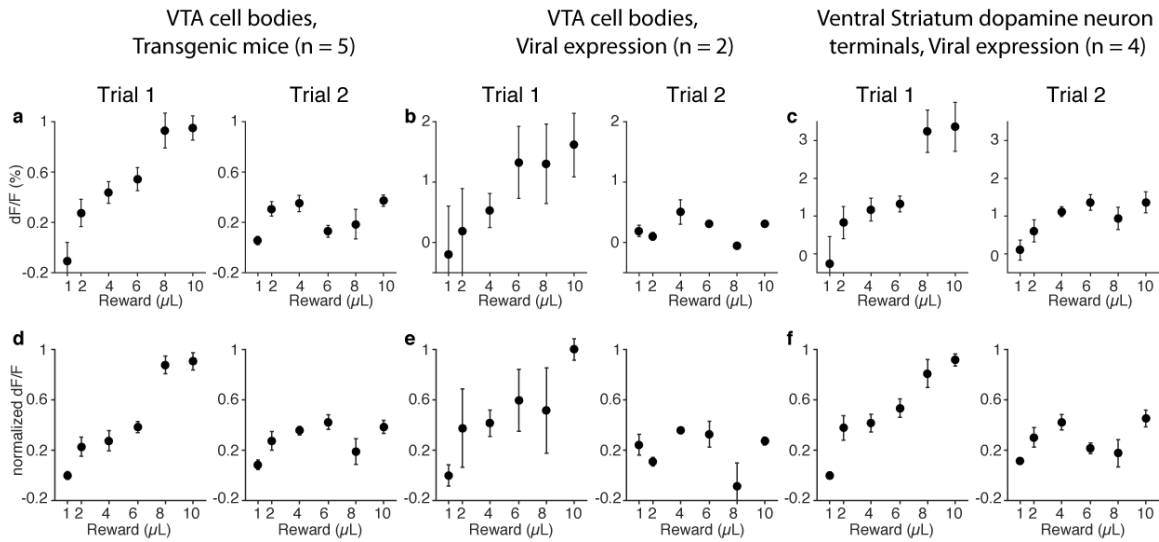 VTA cell bodies,
Transgenic mice (n = 5)
VTA cell bodies,
Viral expression (n = 2)
Ventral Striatum dopamine neuron
terminals, Viral expression (n = 4)
a
Trial 1
Trial 2
b
Trial 1
Trial 2
c
Trial 1
Trial 2
dF/F (%)
1
0.6
0.2
-0.2
1 2 4 6 8 10
Reward (µL)
1
0.6
0.2
-0.2
1 2 4 6 8 10
Reward (µL)
2
1
0
1 2 4 6 8 10
Reward (µL)
2
1
0
1 2 4 6 8 10
Reward (µL)
3
2
1
0
1 2 4 6 8 10
Reward (µL)
3
2
1
0
1 2 4 6 8 10
Reward (µL)
d
e
f
normalized dF/F
1
0.6
0.2
-0.2
1 2 4 6 8 10
Reward (µL)
1
0.6
0.2
-0.2
1 2 4 6 8 10
Reward (µL)
1
0.6
0.2
-0.2
1 2 4 6 8 10
Reward (µL)
1
0.6
0.2
-0.2
1 2 4 6 8 10
Reward (µL)
1
0.6
0.2
-0.2
1 2 4 6 8 10
Reward (µL)
1
0.6
0.2
-0.2
1 2 4 6 8 10
Reward (µL)